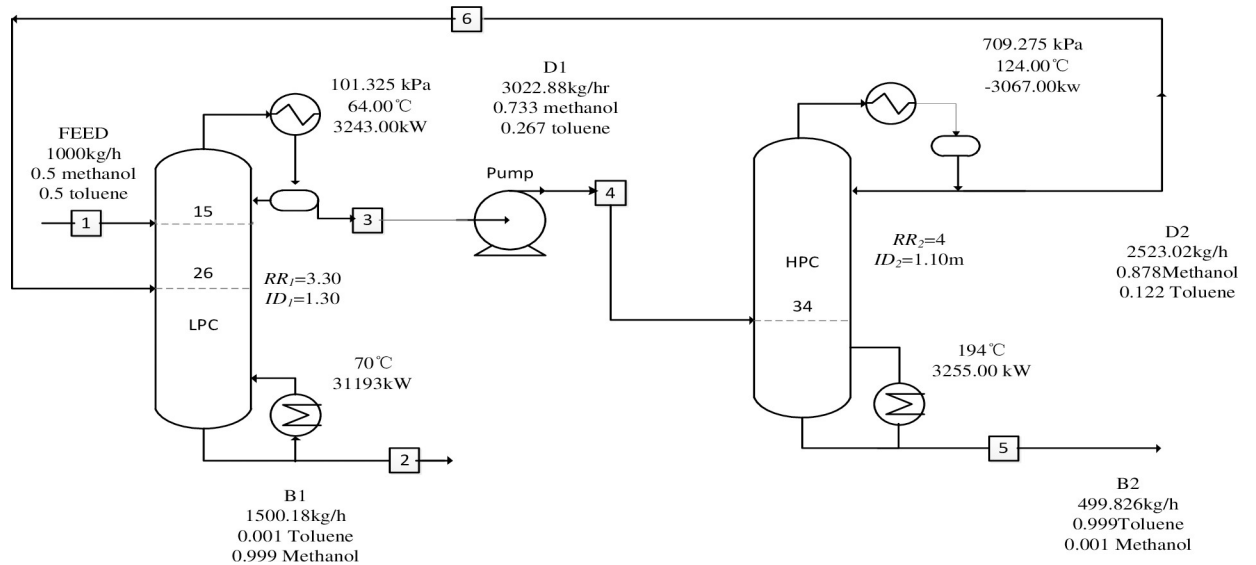 6
709.275 kPa
124.00℃
-3067.00kw
101.325 kPa
64.00℃
3243.00kW
D1
3022.88kg/hr
0.733 methanol
0.267 toluene
FEED
1000kg/h
0.5 methanol
0.5 toluene
1
15
26
LPC
RR1=3.30
ID1=1.30
3
Pump
4
HPC
34
RR2=4
ID2=1.10m
D2
2523.02kg/h
0.878Methanol
0.122 Toluene
70℃
31193kW
194℃
3255.00 kW
2
5
B1
1500.18kg/h
0.001 Toluene
0.999 Methanol
B2
499.826kg/h
0.999Toluene
0.001 Methanol